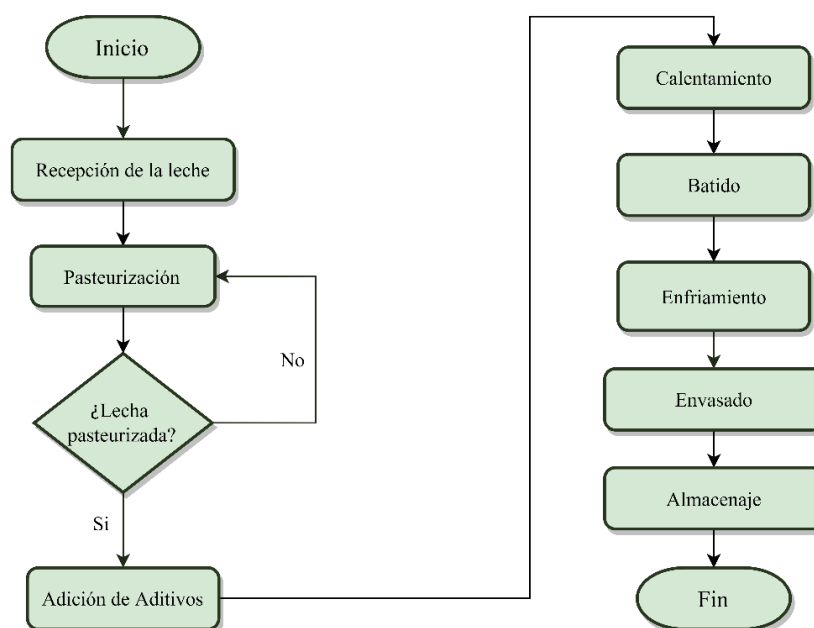 Inicio
Recepción de la leche
Pasteurización
No
¿Lecha
pasteurizada?
Si
Adición de Aditivos
Calentamiento
Batido
Enfriamiento
Envasado
Almacenaje
Fin